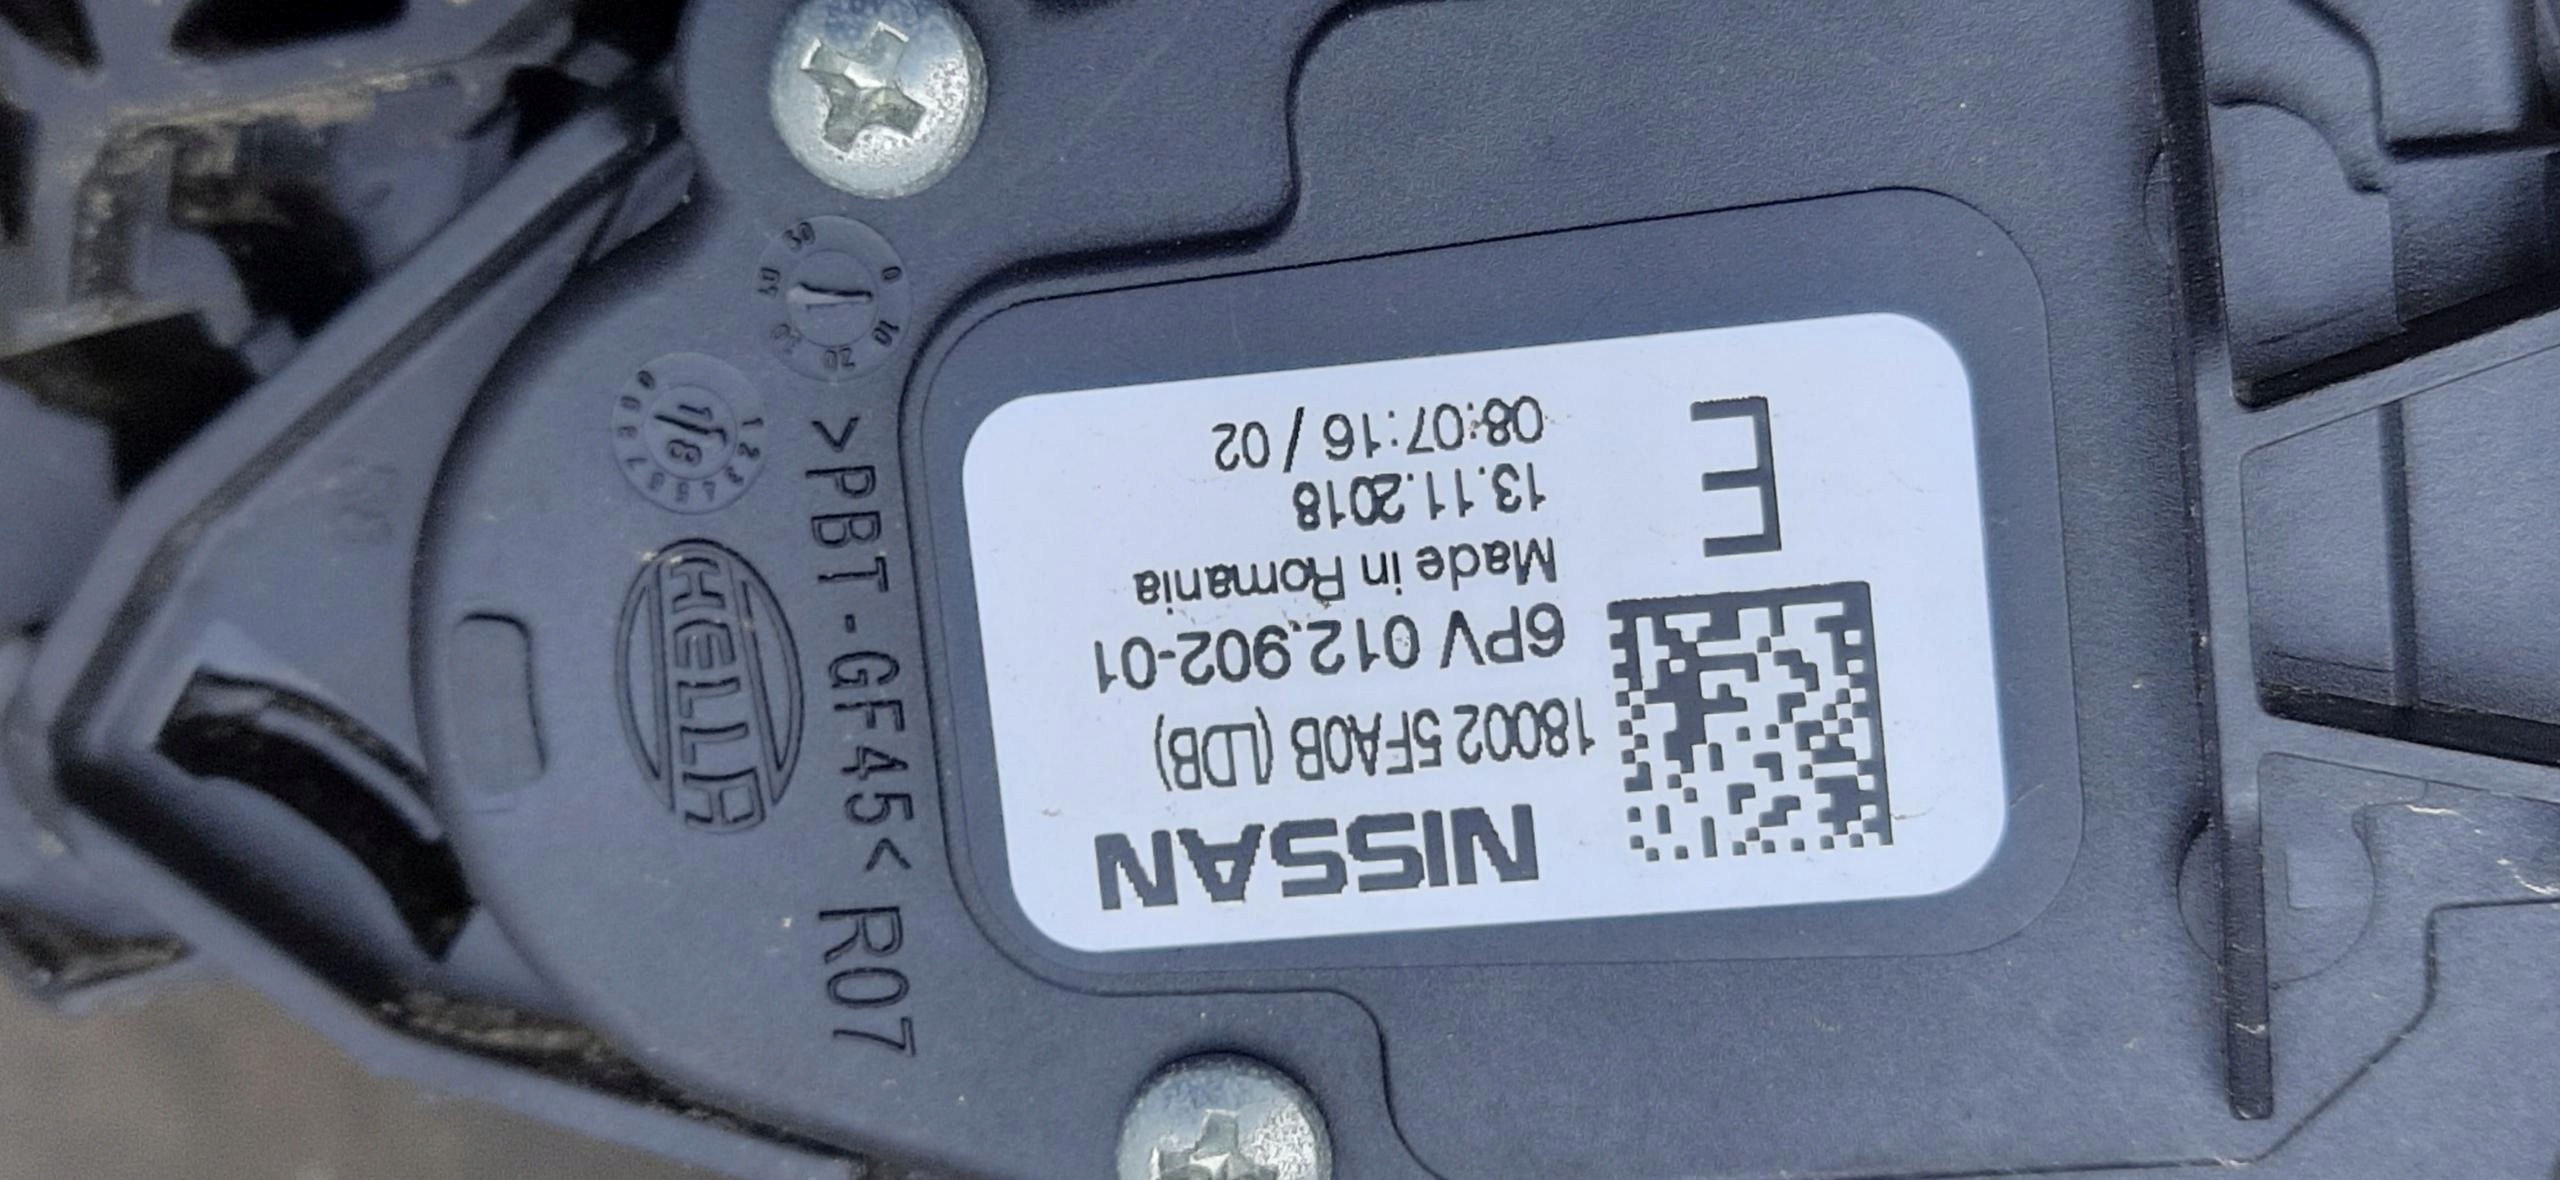 NISSAN
18002 5FA0B (LDB)
6PV 012.902-01
Made in Romania
13.11.2018
08:07:16 / 02
E
>PBT-GF45< R07
HELLA